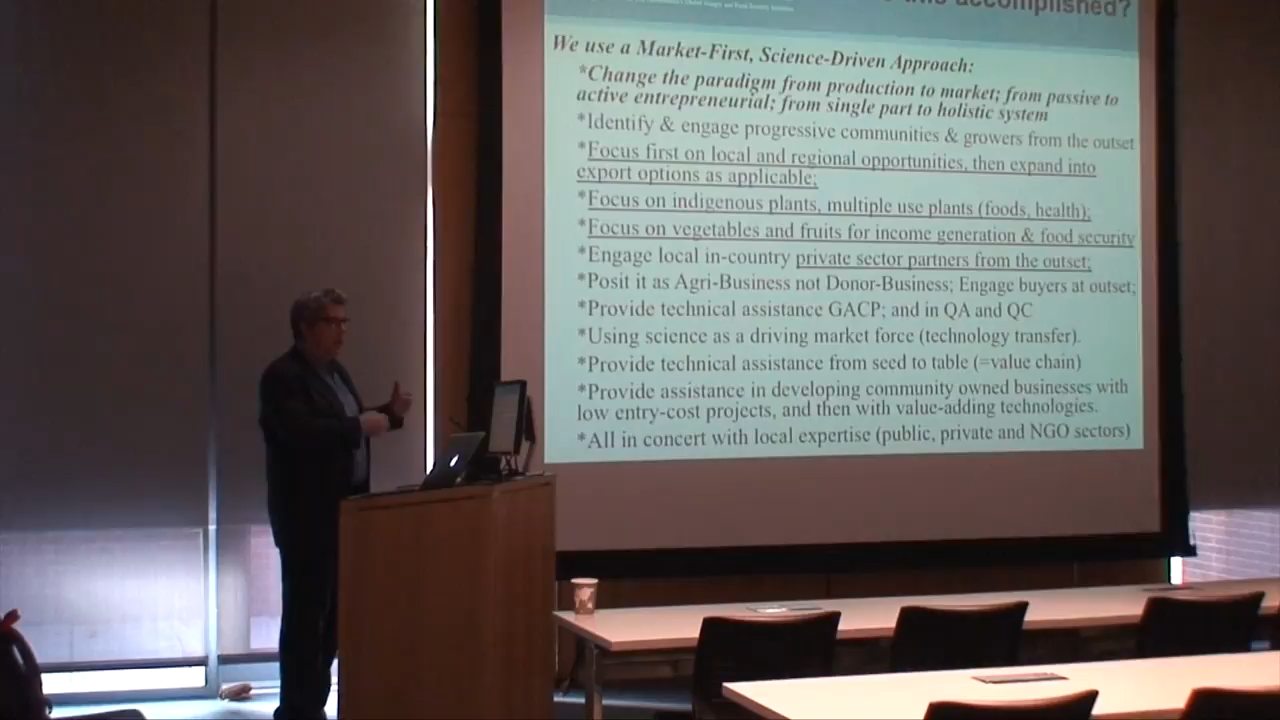 accomplished?
We use a Market-First, Science-Driven Approach:
*Change the paradigm from production to market; from passive to
active entrepreneurial; from single part to holistic system
*Identify & engage progressive communities & growers from the outset
*Focus first on local and regional opportunities, then expand into
export options as applicable;
*Focus on indigenous plants, multiple use plants (foods, health);
*Focus on vegetables and fruits for income generation & food security
*Engage local in-country private sector partners from the outset;
*Posit it as Agri-Business not Donor-Business; Engage buyers at outset;
*Provide technical assistance GACP; and in QA and QC
*Using science as a driving market force (technology transfer).
*Provide technical assistance from seed to table (=value chain)
*Provide assistance in developing community owned businesses with
low entry-cost projects, and then with value-adding technologies.
*All in concert with local expertise (public, private and NGO sectors)